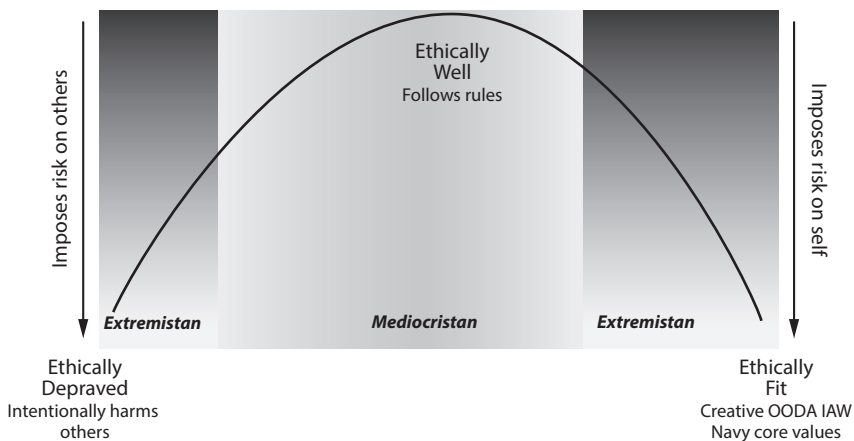 Imposes risk on others
Ethically
Well
Follows rules
Imposes risk on self
Extremistan
Mediocristan
Extremistan
Ethically
Depraved
Intentionally harms
others
Ethically
Fit
Creative OODA IAW
Navy core values